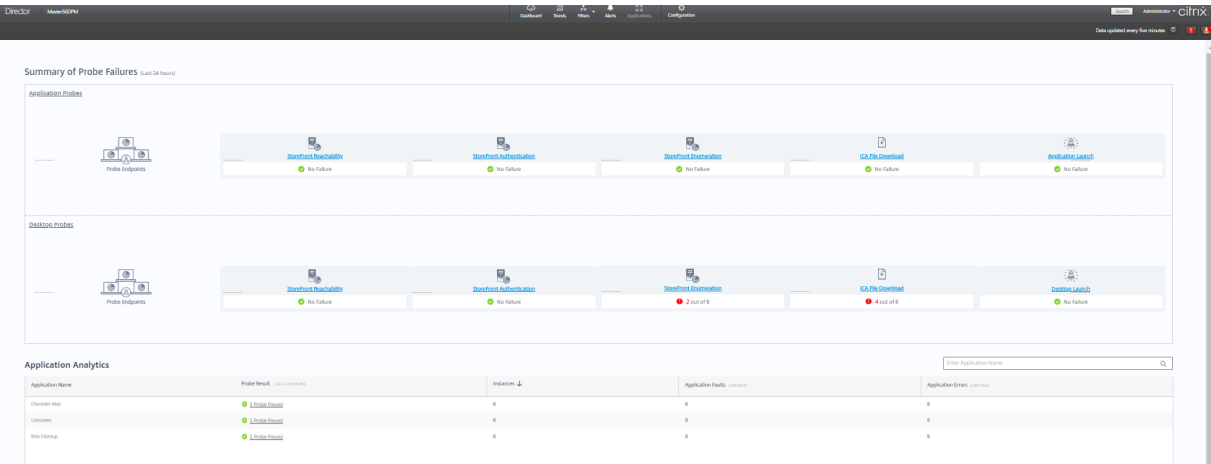 Director MasterSEDPM Dashboard Trends Filters Alerts Applications Configuration Search Administrator citrix
Data updated every five minutes
Summary of Probe Failures (Last 24 hours)
Application Probes
Probe Endpoints
StoreFront Reachability StoreFront Authentication StoreFront Enumeration ICA File Download Application Launch
No Failure No Failure No Failure No Failure No Failure
Desktop Probes
Probe Endpoints
StoreFront Reachability StoreFront Authentication StoreFront Enumeration ICA File Download Desktop Launch
No Failure No Failure 2 out of 8 4 out of 8 No Failure
Application Analytics
Enter Application Name
Application Name Probe Result Instances Application Faults Application Errors
Character Map 1 Probe Passed 0 0 0
Calculator 1 Probe Passed 0 0 0
Disk Cleanup 1 Probe Passed 0 0 0